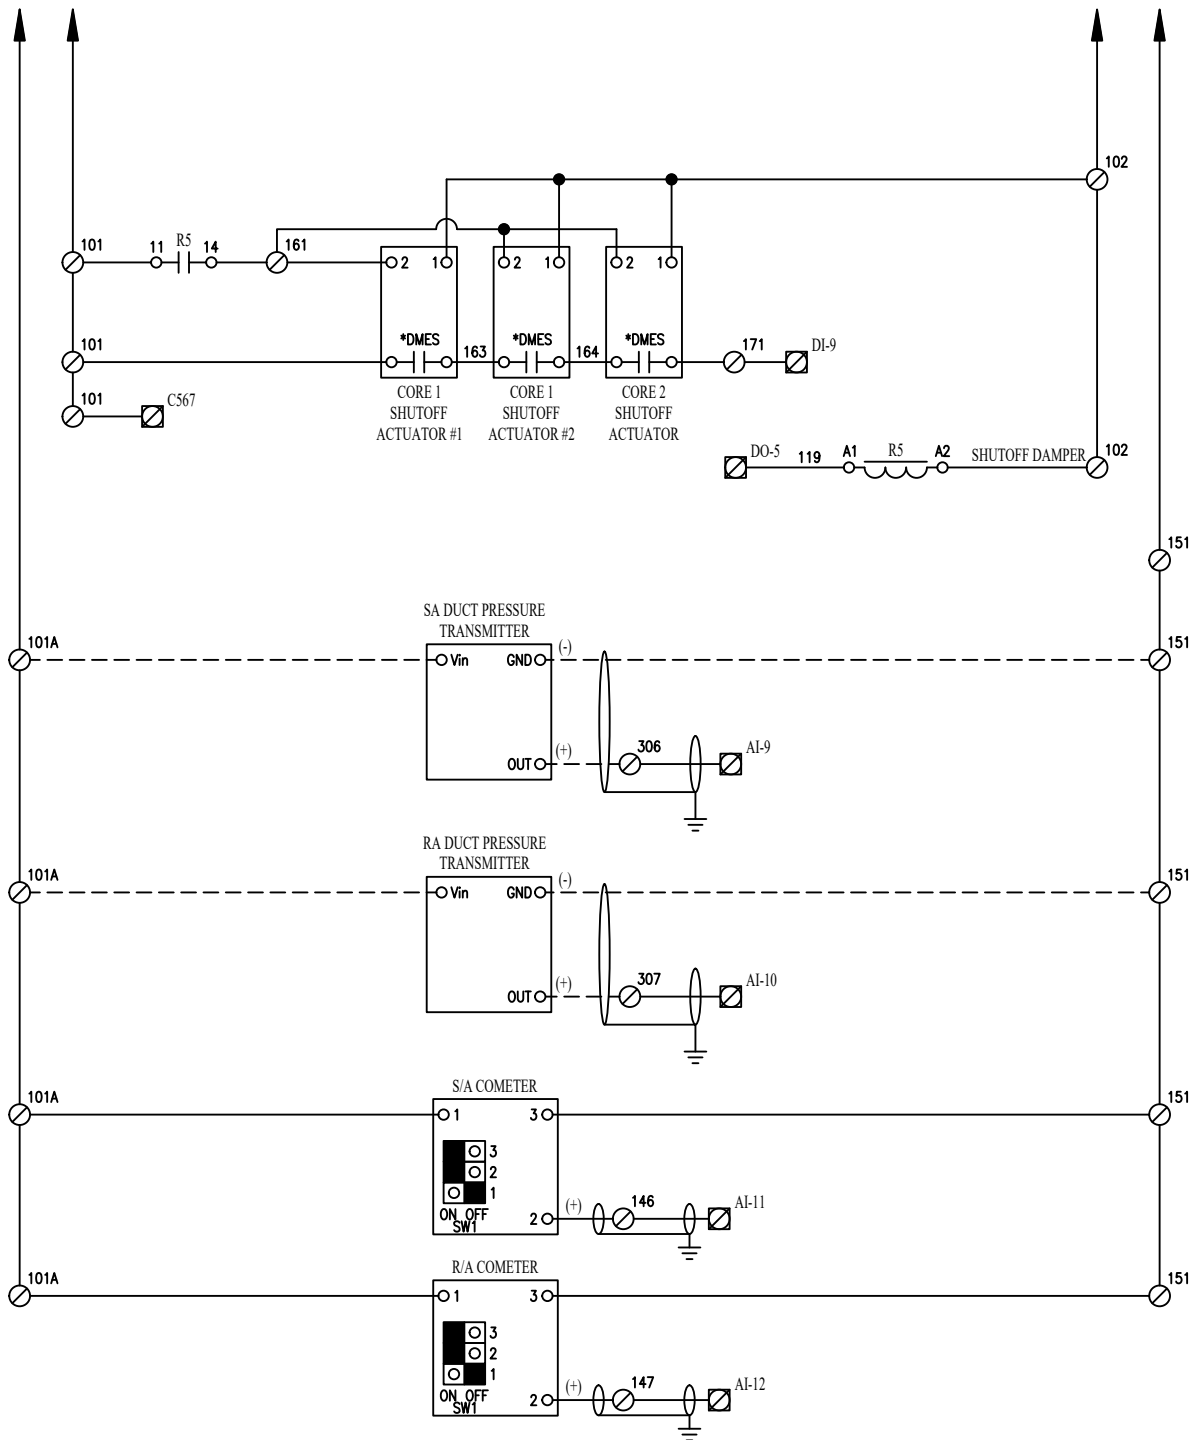 102
101 11 R5 14 161
2 1 2 1 2 1
*DMES *DMES *DMES
101 163 164 171 DI-9
CORE 1 SHUTOFF ACTUATOR #1
CORE 1 SHUTOFF ACTUATOR #2
CORE 2 SHUTOFF ACTUATOR
101 C567
DO-5 119 A1 R5 A2 SHUTOFF DAMPER 102
151
SA DUCT PRESSURE
TRANSMITTER
101A Vin GND (-) 151
OUT (+) 306 AI-9
RA DUCT PRESSURE
TRANSMITTER
101A Vin GND (-) 151
OUT (+) 307 AI-10
S/A COMETER
101A 1 3 151
3
2
1
ON OFF
SW1
2 (+) 146 AI-11
R/A COMETER
101A 1 3 151
3
2
1
ON OFF
SW1
2 (+) 147 AI-12